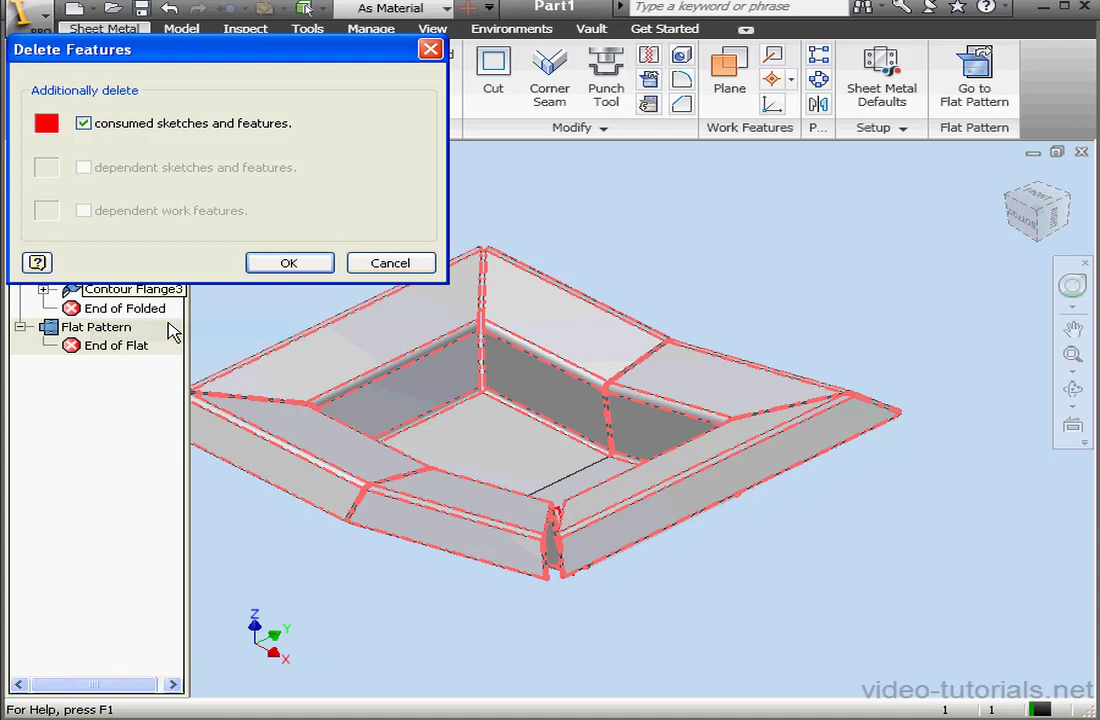 As Material
Part1
Type a keyword or phrase
PRO
Sheet Metal
Model
Inspect
Tools
Manage
View
Environments
Vault
Get Started
Delete Features
Additionally delete
consumed sketches and features.
dependent sketches and features.
dependent work features.
OK
Cancel
Cut
Corner
Seam
Punch
Tool
Modify
Plane
Work Features
P...
Sheet Metal
Defaults
Setup
Go to
Flat Pattern
Flat Pattern
FRONT
BOTTOM
Contour Flange3
End of Folded
Flat Pattern
End of Flat
Z
Y
X
video-tutorials.net
For Help, press F1
1
1